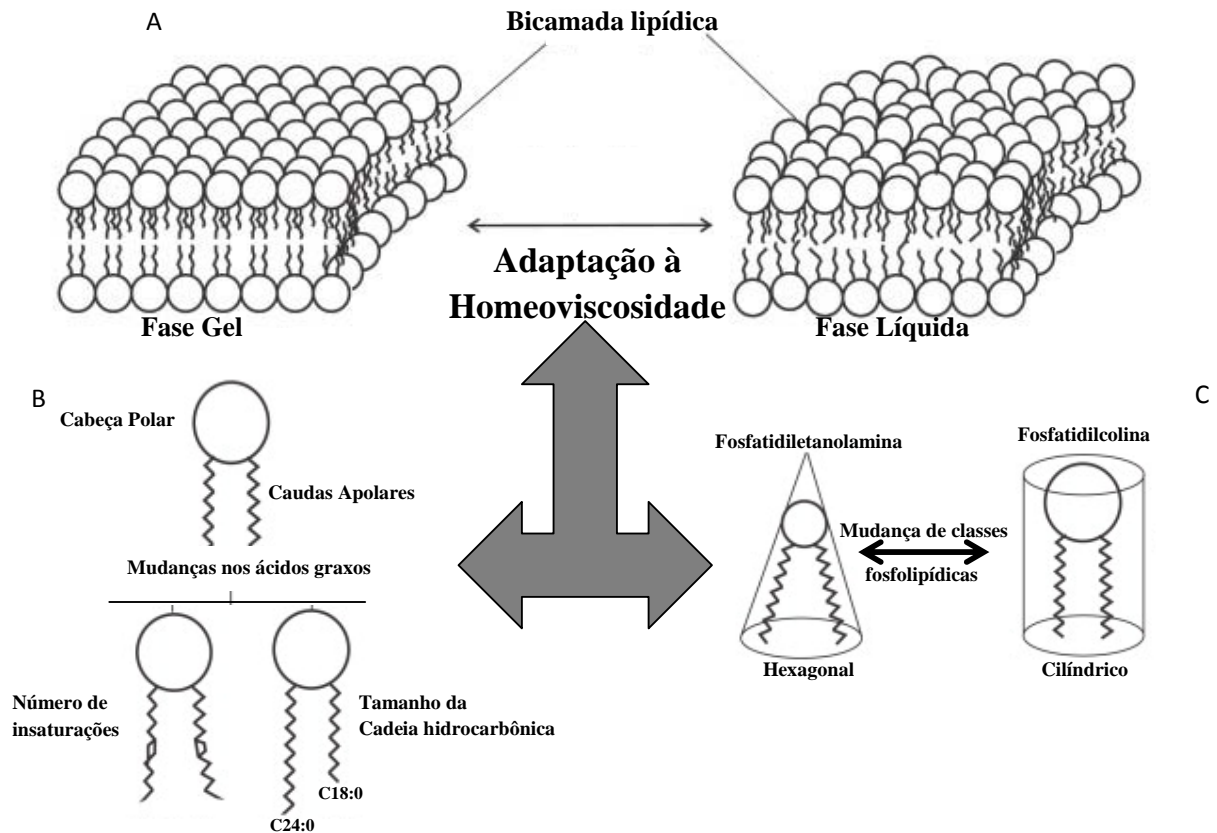 A
Bicamada lipídica
Adaptação à
Homeoviscosidade
Fase Gel
Fase Líquida
B
Cabeça Polar
Caudas Apolares
Mudanças nos ácidos graxos
Número de
insaturações
Tamanho da
Cadeia hidrocarbônica
C18:0
C24:0
C
Fosfatidiletanolamina
Fosfatidilcolina
Mudança de classes
fosfolipídicas
Hexagonal
Cilíndrico